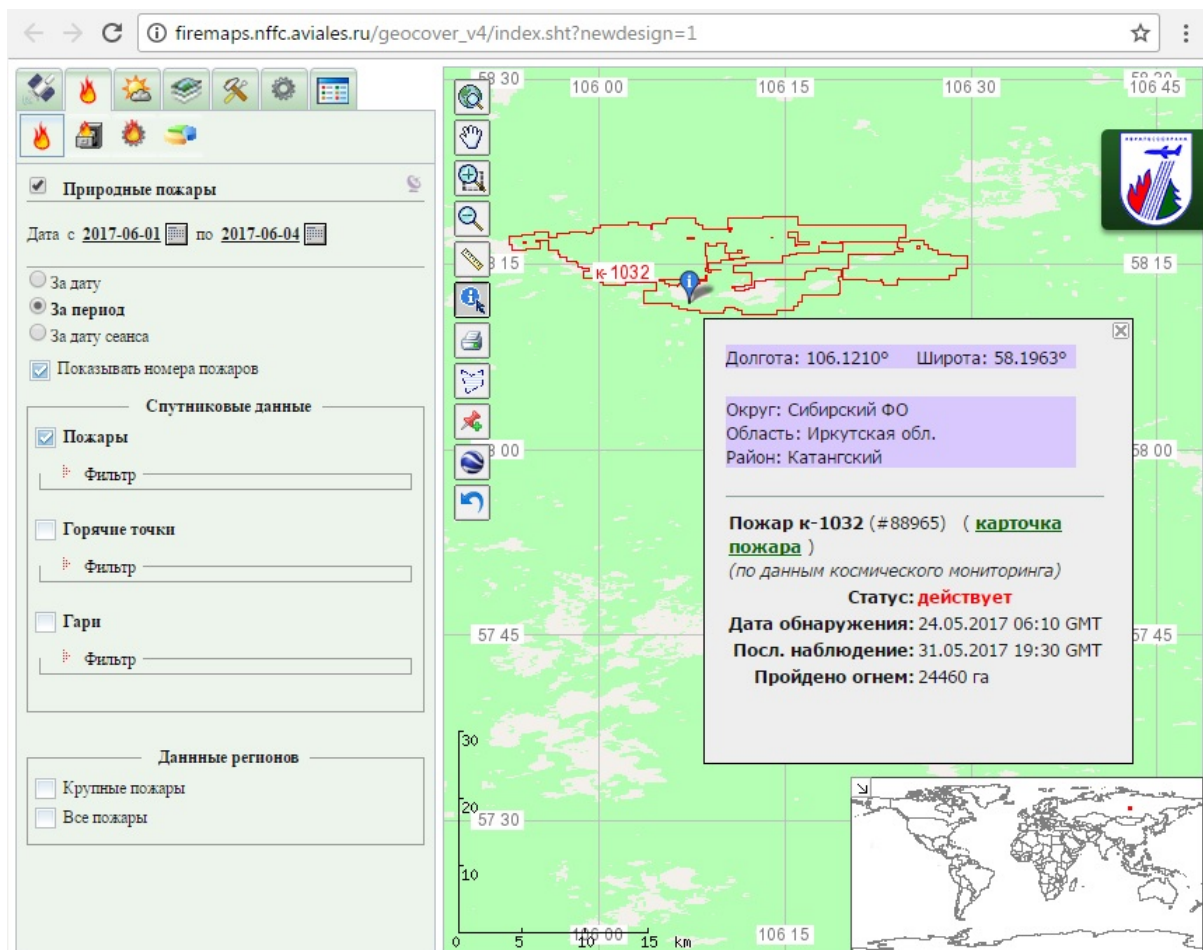 firemaps.nffc.aviales.ru/geocover_v4/index.sht?newdesign=1
Природные пожары
Дата с 2017-06-01 по 2017-06-04
За дату
За период
За дату сеанса
Показывать номера пожаров
Спутниковые данные
Пожары
Фильтр
Горячие точки
Фильтр
Гари
Фильтр
Даннные регионов
Крупные пожары
Все пожары
58 30
106 00
106 15
106 30
106 45
58 15
к-1032
58 00
57 45
57 45
57 30
Долгота: 106.1210° Широта: 58.1963°
Округ: Сибирский ФО
Область: Иркутская обл.
Район: Катангский
Пожар к-1032 (#88965) ( карточка
пожара )
(по данным космического мониторинга)
Статус: действует
Дата обнаружения: 24.05.2017 06:10 GMT
Посл. наблюдение: 31.05.2017 19:30 GMT
Пройдено огнем: 24460 га
30
20
10
0 5 10 15 km
106 00
106 15